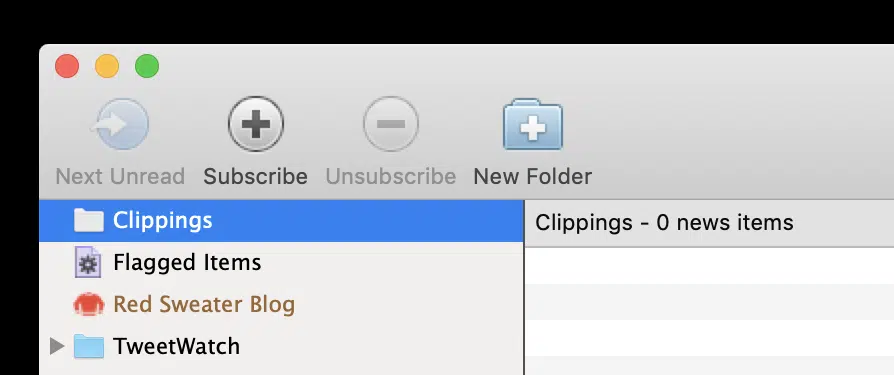 Next Unread Subscribe Unsubscribe New Folder
Clippings
Clippings - 0 news items
Flagged Items
Red Sweater Blog
TweetWatch